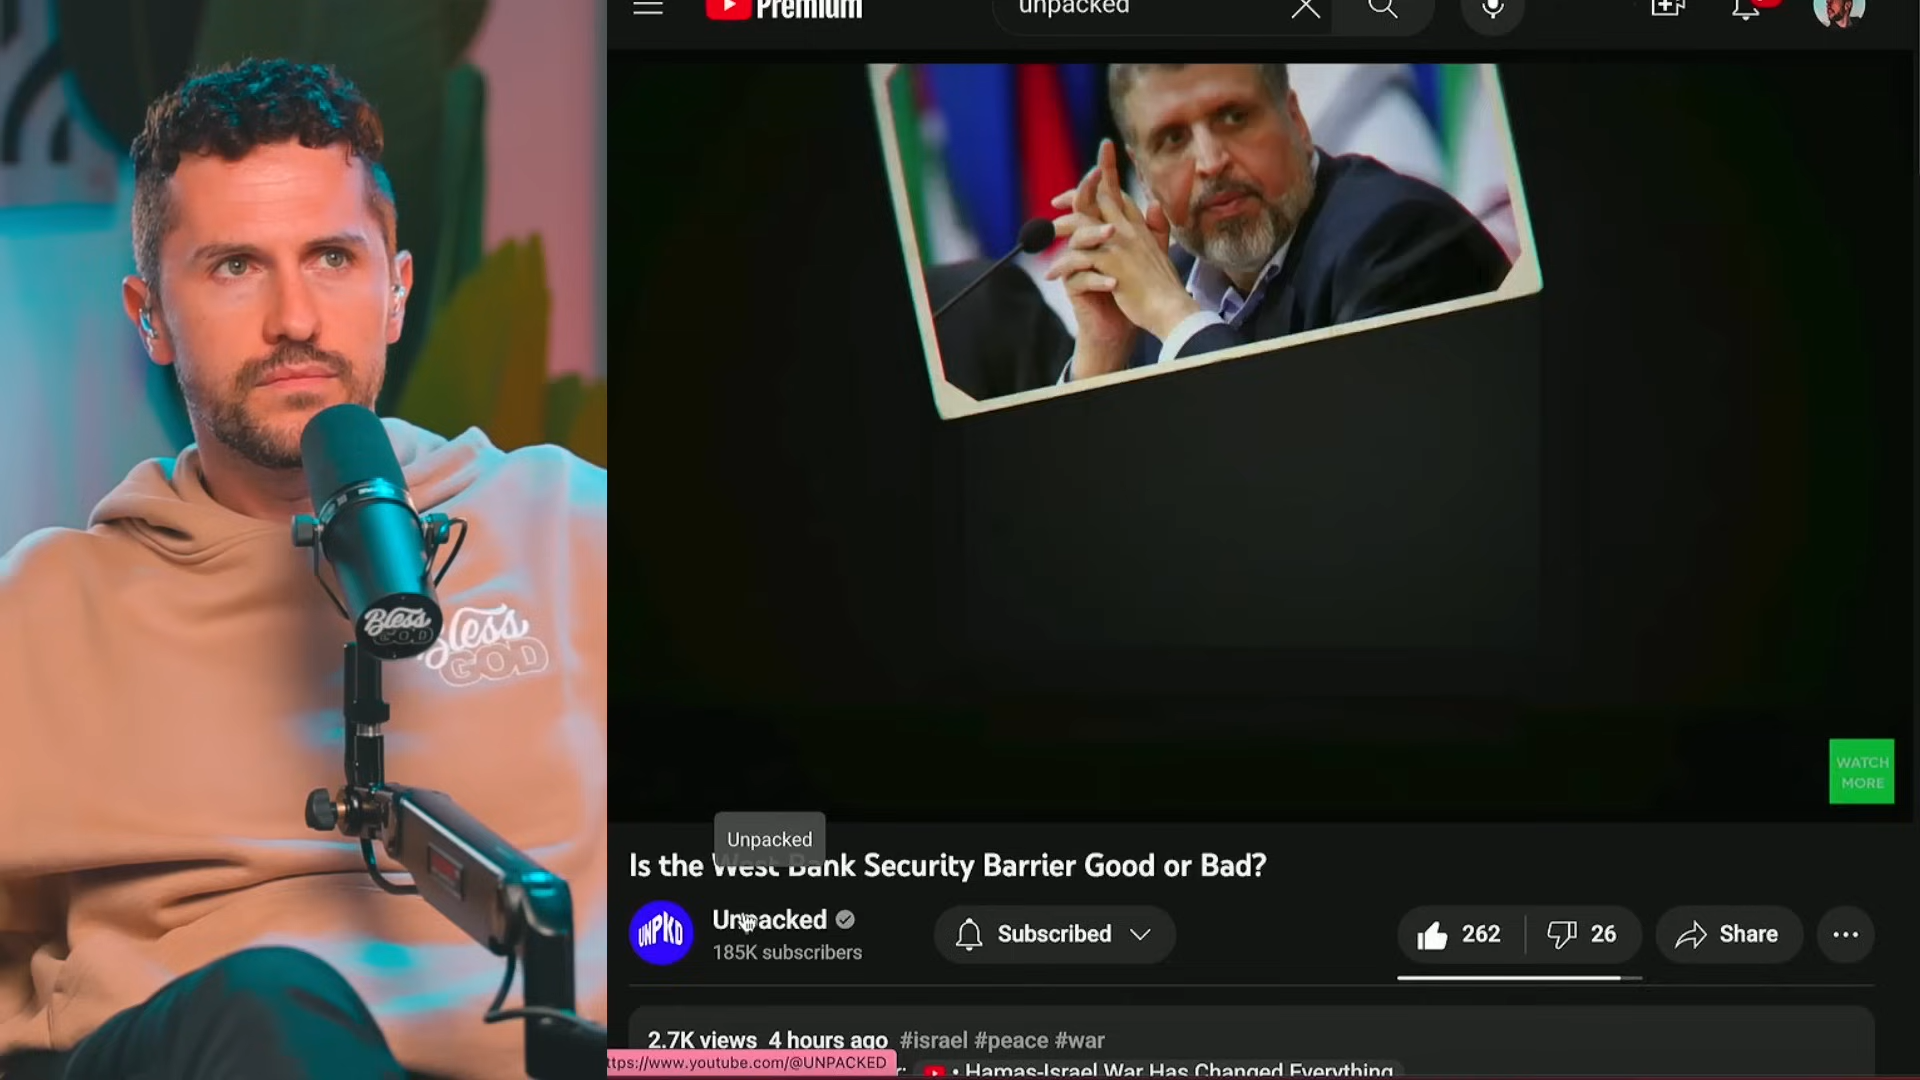 Premium
unpacked
WATCH
MORE
Unpacked
Is the West Bank Security Barrier Good or Bad?
UNPKD
Unpacked
185K subscribers
Subscribed
262
26
Share
2.7K views 4 hours ago #israel #peace #war
ttps://www.youtube.com/@UNPACKED
Hamas-Israel War Has Changed Everything
Bless
GOD
Bless
GOD